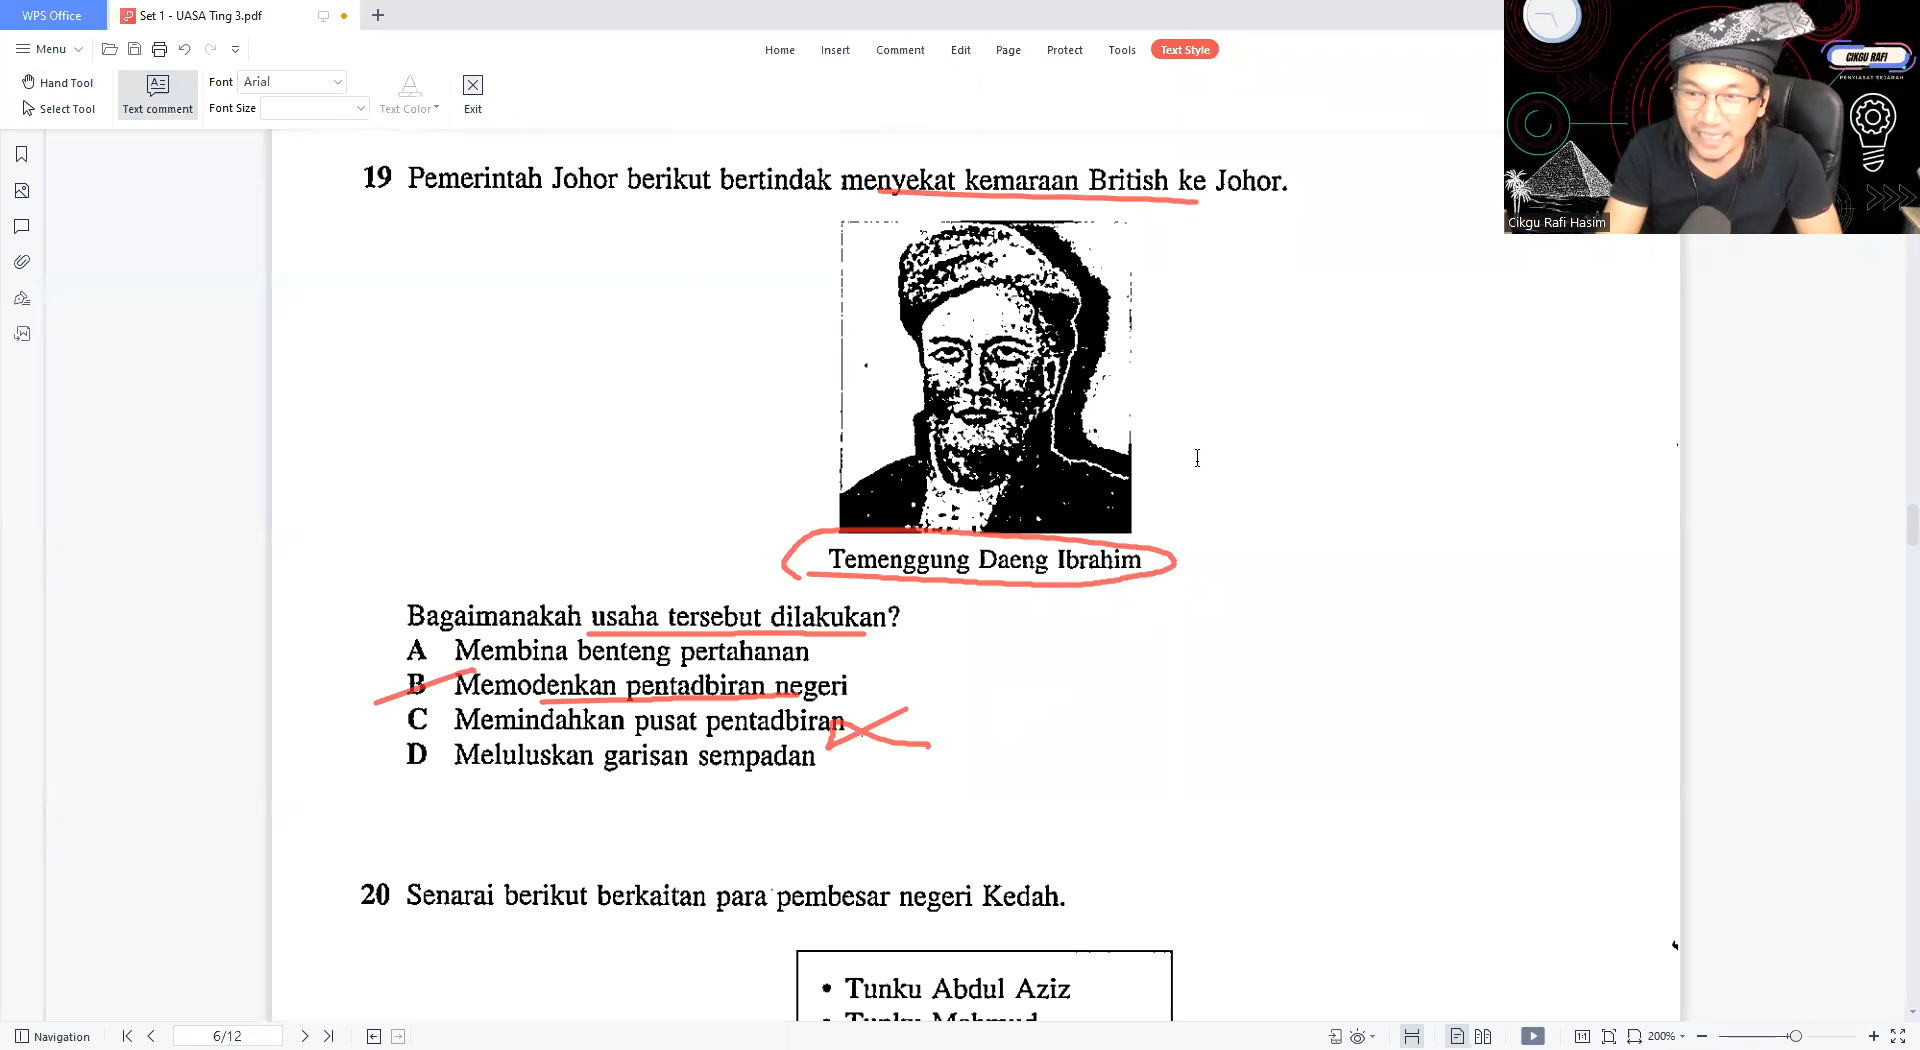 WPS Office
Set 1 - UASA Ting 3.pdf
Menu
Home Insert Comment Edit Page Protect Tools Text Style
Hand Tool
Select Tool
Text comment
Font Arial
Font Size
Text Color
Exit
CIKGU RAFI
PENYIASAT SEJARAH
Cikgu Rafi Hasim
19 Pemerintah Johor berikut bertindak menyekat kemaraan British ke Johor.
Temenggung Daeng Ibrahim
Bagaimanakah usaha tersebut dilakukan?
A Membina benteng pertahanan
B Memodenkan pentadbiran negeri
C Memindahkan pusat pentadbiran
D Meluluskan garisan sempadan
20 Senarai berikut berkaitan para pembesar negeri Kedah.
• Tunku Abdul Aziz
Navigation
6/12
200%